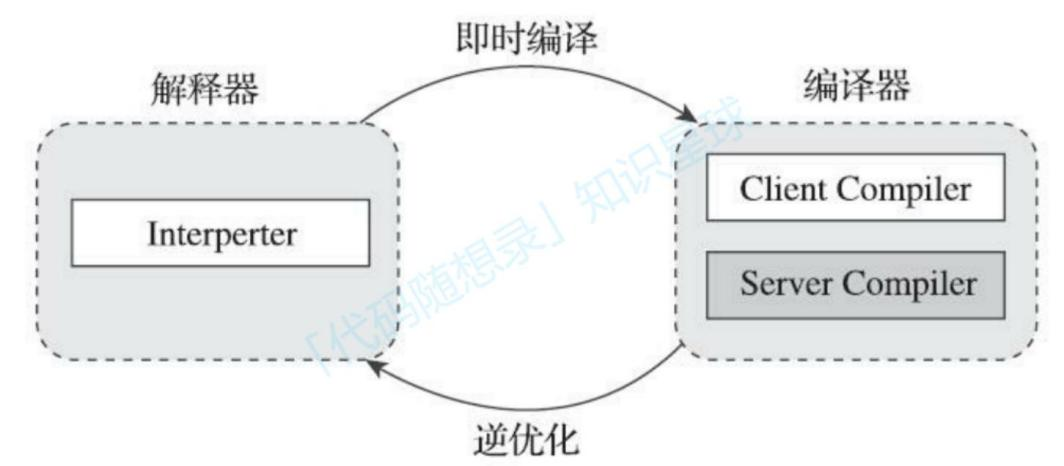 即时编译
解释器
编译器
Interperter
Client Compiler
Server Compiler
逆优化
「代码随想录」知识星球